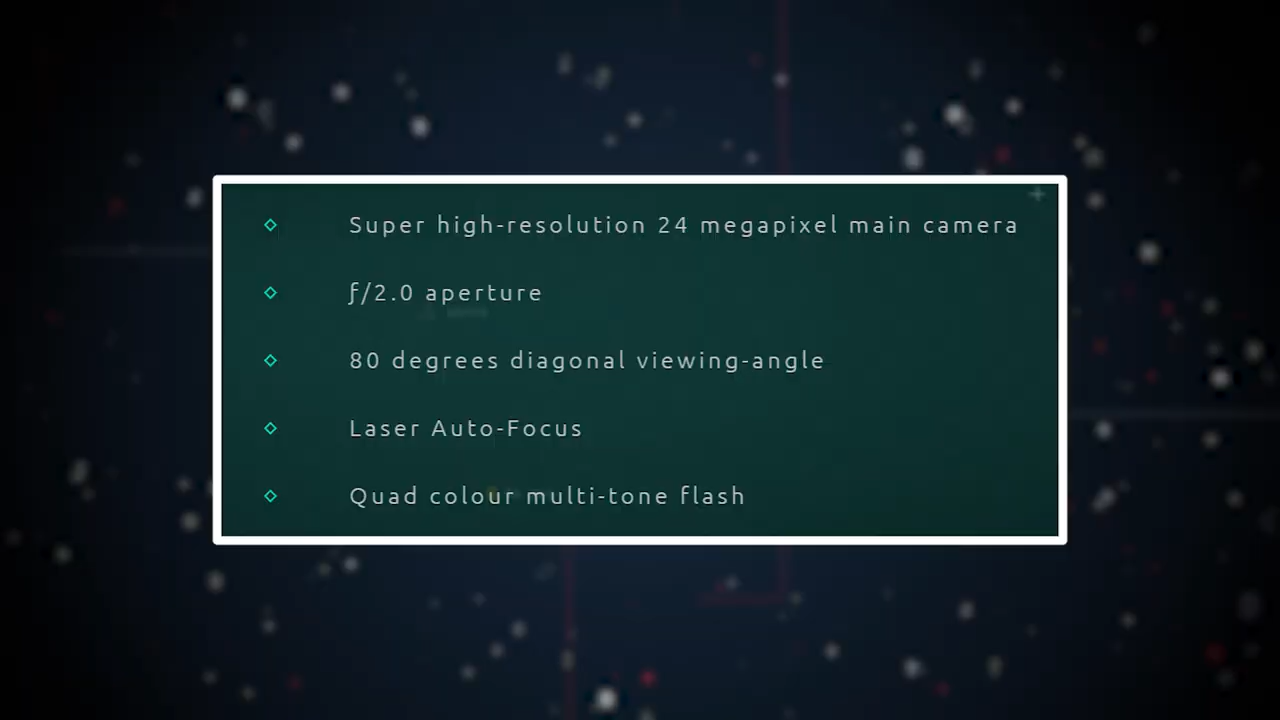 Super high-resolution 24 megapixel main camera
ƒ/2.0 aperture
80 degrees diagonal viewing-angle
Laser Auto-Focus
Quad colour multi-tone flash